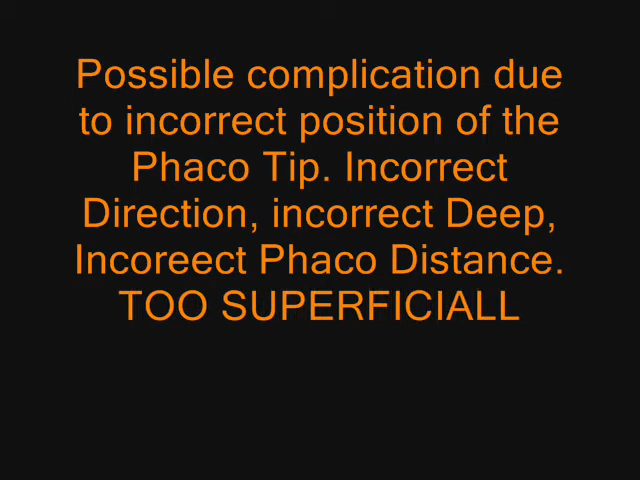 Possible complication due
to incorrect position of the
Phaco Tip. Incorrect
Direction, incorrect Deep,
Incoreect Phaco Distance.
TOO SUPERFICIALL